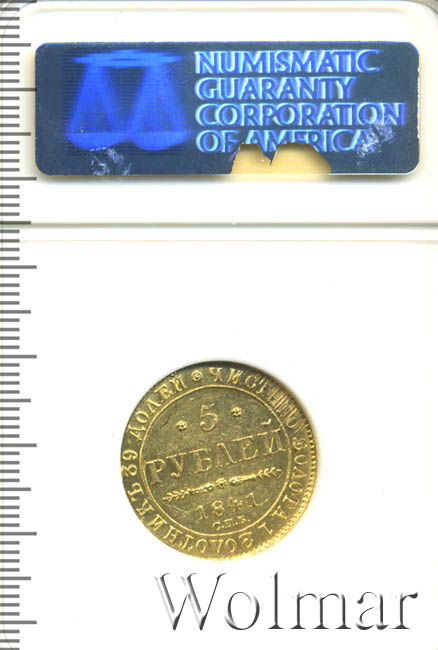 NUMISMATIC
GUARANTY
CORPORATION
OF AMERICA
ЧИСТАГО ЗОЛОТА 1 ЗОЛОТНИКЪ 39 ДОЛЕЙ
5
РУБЛЕЙ
1841
С.П.Б.
Wolmar